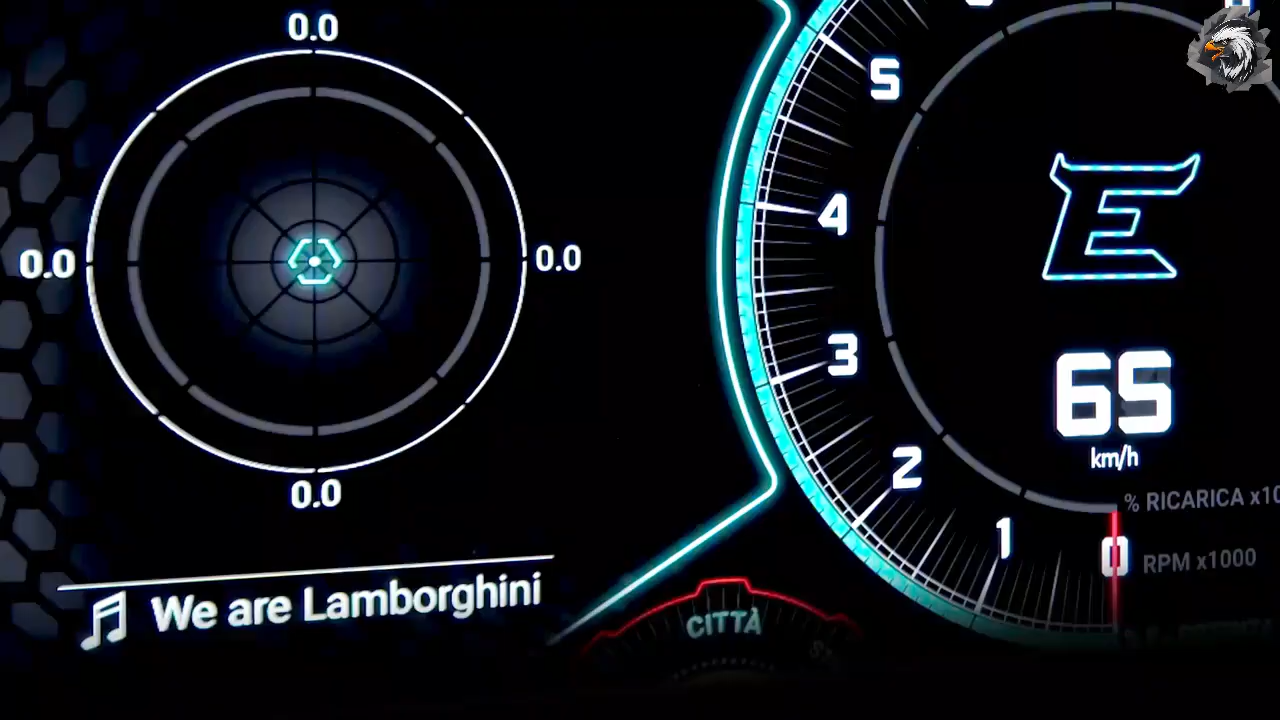 0.0
0.0
0.0
0.0
We are Lamborghini
CITTÀ
5
4
3
2
1
0
E
65
km/h
% RICARICA x10
RPM x1000